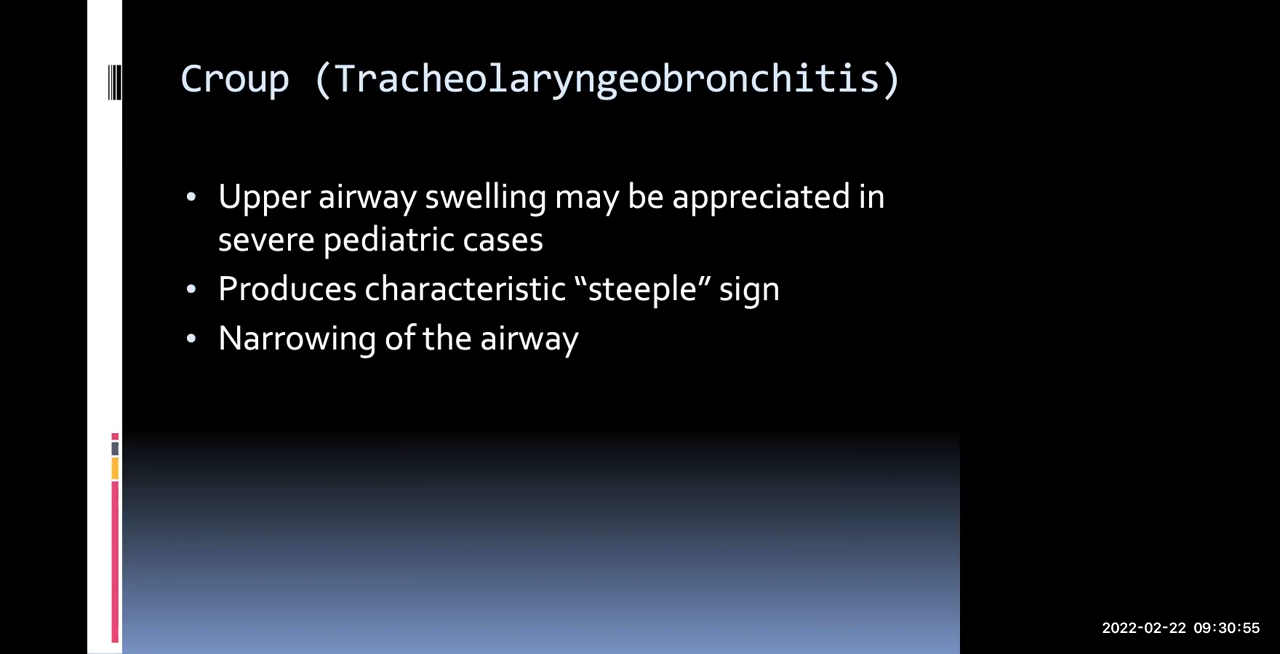 Croup (Tracheolaryngeobronchitis)
• Upper airway swelling may be appreciated in
severe pediatric cases
• Produces characteristic “steeple” sign
• Narrowing of the airway
2022-02-22 09:30:55